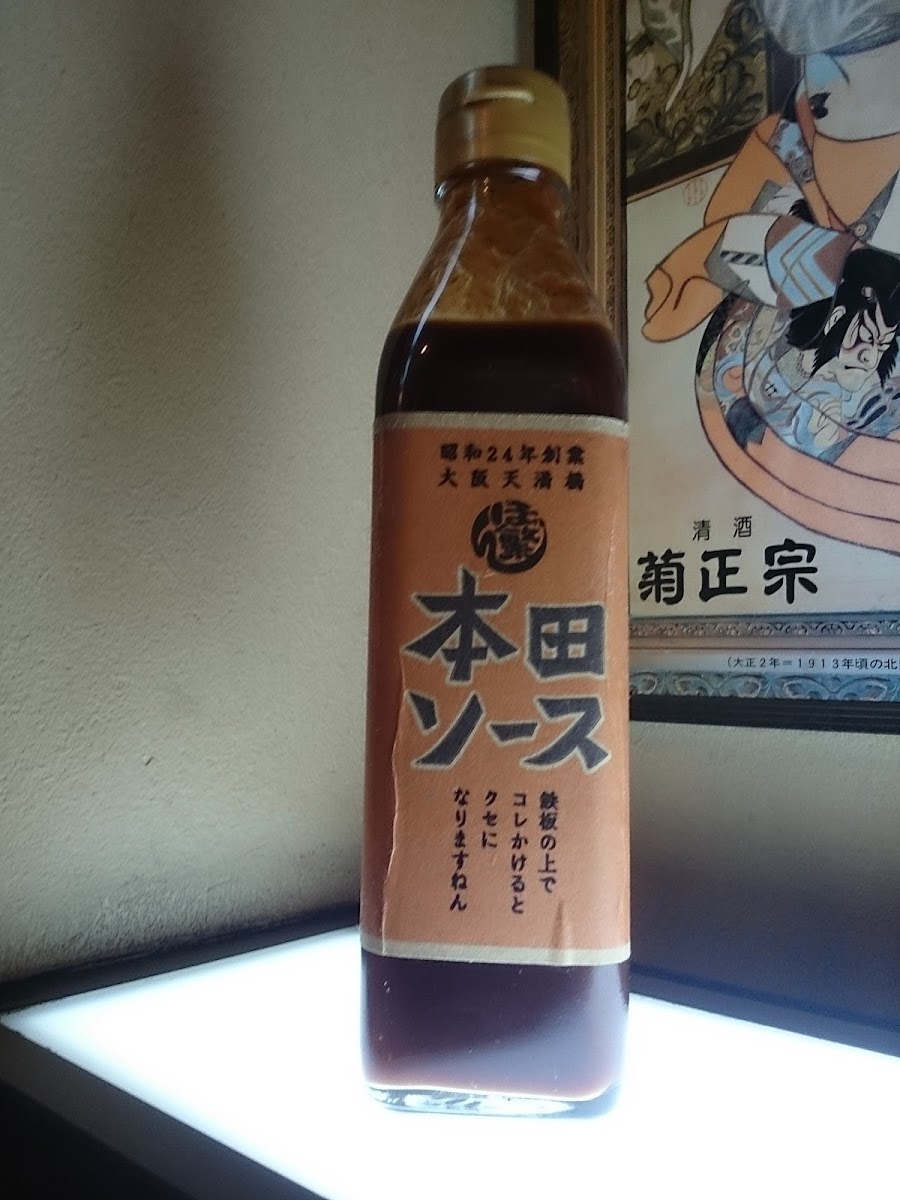 昭和24年創業
大阪天満橋
本田
ソース
鉄板の上で
コレかけると
クセに
なりますねん
清酒
菊正宗
(大正2年=1913年頃の北